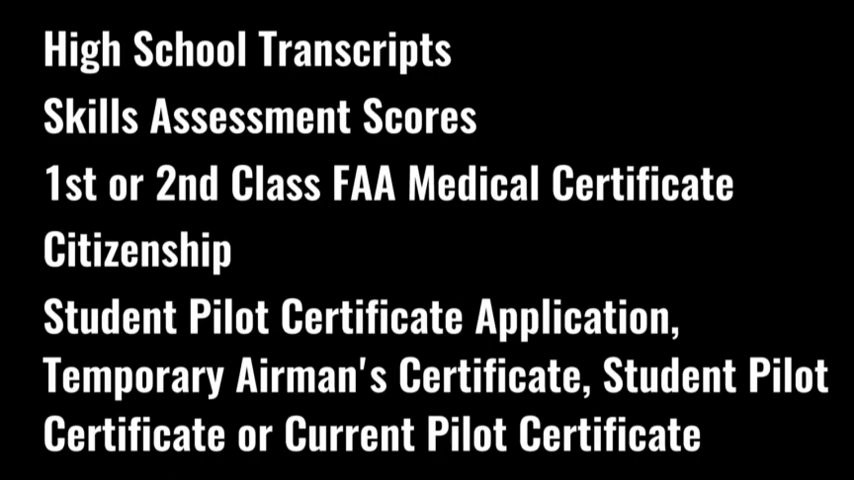 High School Transcripts
Skills Assessment Scores
1st or 2nd Class FAA Medical Certificate
Citizenship
Student Pilot Certificate Application,
Temporary Airman's Certificate, Student Pilot
Certificate or Current Pilot Certificate